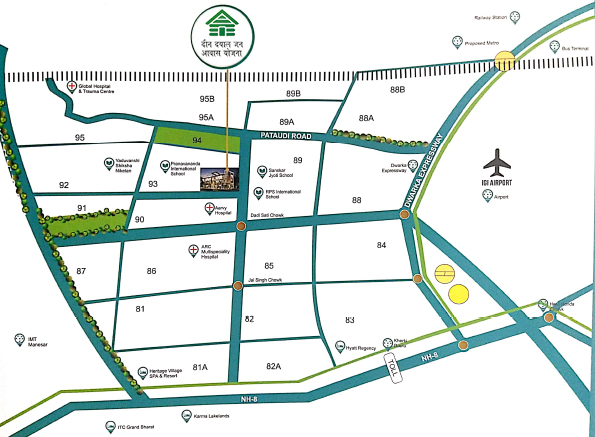 Railway Station
Proposed Metro
Bus Terminal
दीन दयाल जन
आवास योजना
Global Hospital
& Trauma Centre
95B
89B
88B
95A
89A
88A
94
PATAUDI ROAD
95
Yaduvanshi
Shiksha
Niketan
Pranavananda
International
School
Sanskar
Jyoti School
89
Dwarka
Expressway
DWARKA EXPRESSWAY
IGI AIRPORT
Airport
92
93
RPS International
School
88
91
90
Aarvy
Hospital
Dadi Sati Chowk
ARC
Multispeciality
Hospital
84
87
86
85
Jai Singh Chowk
81
82
83
IMT
Manesar
Hyatt Regency
Kherki
TOLL
NH-8
Heritage Village
SPA & Resort
81A
82A
NH-8
Karma Lakelands
ITC Grand Bharat